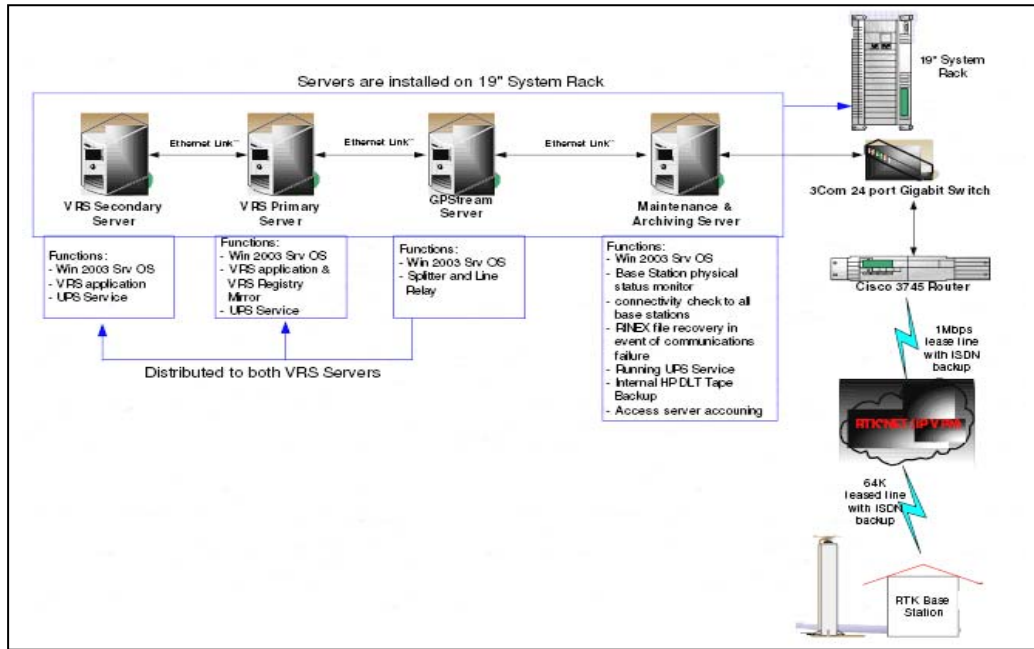 Servers are installed on 19" System Rack
19" System
Rack
Ethernet Link
Ethernet Link
Ethernet Link
3Com 24 port Gigabit Switch
VRS Secondary
Server
VRS Primary
Server
GPStream
Server
Maintenance &
Archiving Server
Functions:
- Win 2003 Srv OS
- VRS application
- UPS Service
Functions:
- Win 2003 Srv OS
- VRS application &
VRS Registry
Mirror
- UPS Service
Functions:
- Win 2003 Srv OS
- Splitter and Line
Relay
Functions:
- Win 2003 Srv OS
- Base Station physical
status monitor
- connectivity check to all
base stations
- RINEX file recovery in
event of communications
failure
- Running UPS Service
- Internal HP DLT Tape
Backup
- Access server accouning
Distributed to both VRS Servers
Cisco 3745 Router
1Mbps
lease line
with ISDN
backup
64K
leased line
with ISDN
backup
RTK Base
Station